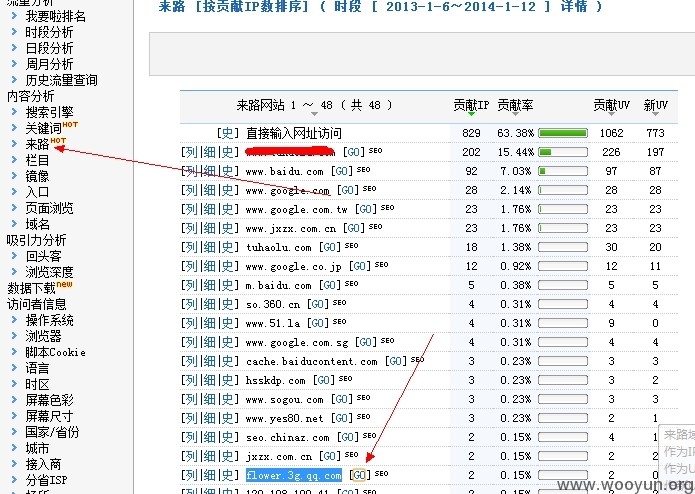 流量分析
我要啦排名
时段分析
日段分析
周月分析
历史流量查询
内容分析
搜索引擎
关键词HOT
来路HOT
栏目
镜像
入口
页面浏览
域名
吸引力分析
回头客
浏览深度
数据下载new
访问者信息
操作系统
浏览器
脚本Cookie
语言
时区
屏幕色彩
屏幕尺寸
国家/省份
城市
接入商
分省ISP
来路 [按贡献IP数排序] ( 时段 [ 2013-1-6~2014-1-12 ] 详情 )
来路网站 1 ~ 48 ( 共 48 ) 贡献IP 贡献率 贡献UV 新UV
[史] 直接输入网址访问 829 63.38% 1062 773
[列|细|史] [GO] SEO 202 15.44% 226 197
[列|细|史] www.baidu.com [GO] SEO 92 7.03% 97 87
[列|细|史] www.google.com [GO] SEO 28 2.14% 28 28
[列|细|史] www.google.com.tw [GO] SEO 23 1.76% 23 23
[列|细|史] www.jxzx.com.cn [GO] SEO 23 1.76% 23 23
[列|细|史] tuhaolu.com [GO] SEO 18 1.38% 30 20
[列|细|史] www.google.co.jp [GO] SEO 12 0.92% 12 11
[列|细|史] m.baidu.com [GO] SEO 5 0.38% 5 5
[列|细|史] so.360.cn [GO] SEO 4 0.31% 4 4
[列|细|史] www.51.la [GO] SEO 4 0.31% 9 0
[列|细|史] www.google.com.sg [GO] SEO 4 0.31% 4 4
[列|细|史] cache.baiducontent.com [GO] SEO 3 0.23% 3 3
[列|细|史] hsskdp.com [GO] SEO 3 0.23% 3 2
[列|细|史] www.sogou.com [GO] SEO 3 0.23% 3 3
[列|细|史] www.yes80.net [GO] SEO 3 0.23% 2 1
[列|细|史] seo.chinaz.com [GO] SEO 2 0.15% 4 1
[列|细|史] jxzx.com.cn [GO] SEO 2 0.15% 2 2
[列|细|史] flower.3g.qq.com [GO] SEO 2 0.15% 2
来路域
作为IP
作为U
www.wooyun.org